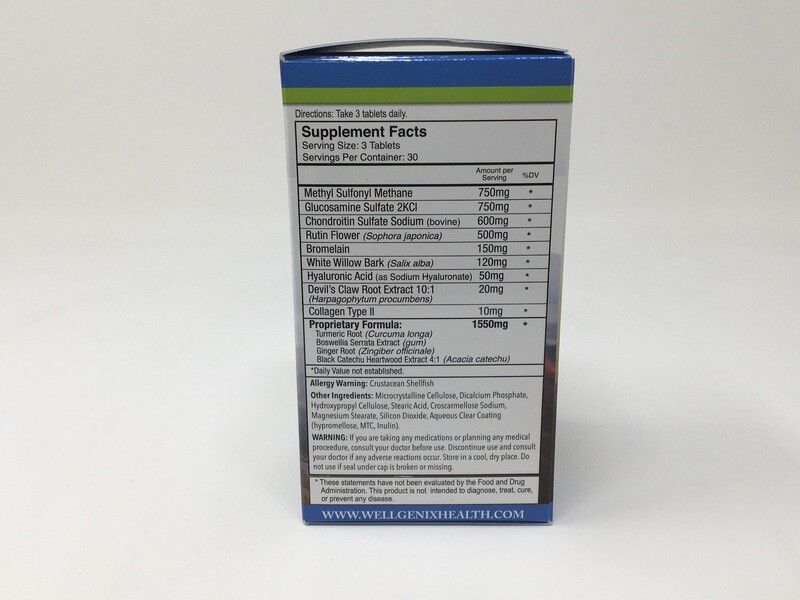 Directions: Take 3 tablets daily.
Supplement Facts
Serving Size: 3 Tablets
Servings Per Container: 30
Amount per Serving %DV
Methyl Sulfonyl Methane 750mg *
Glucosamine Sulfate 2KCl 750mg *
Chondroitin Sulfate Sodium (bovine) 600mg *
Rutin Flower (Sophora japonica) 500mg *
Bromelain 150mg *
White Willow Bark (Salix alba) 120mg *
Hyaluronic Acid (as Sodium Hyaluronate) 50mg *
Devil's Claw Root Extract 10:1 20mg *
(Harpagophytum procumbens)
Collagen Type II 10mg *
Proprietary Formula: 1550mg *
Turmeric Root (Curcuma longa)
Boswellia Serrata Extract (gum)
Ginger Root (Zingiber officinale)
Black Catechu Heartwood Extract 4:1 (Acacia catechu)
*Daily Value not established.
Allergy Warning: Crustacean Shellfish
Other Ingredients: Microcrystalline Cellulose, Dicalcium Phosphate,
Hydroxypropyl Cellulose, Stearic Acid, Croscarmellose Sodium,
Magnesium Stearate, Silicon Dioxide, Aqueous Clear Coating
(hypromellose, MTC, Inulin).
WARNING: If you are taking any medications or planning any medical
proceedure, consult your doctor before use. Discontinue use and consult
your doctor if any adverse reactions occur. Store in a cool, dry place. Do
not use if seal under cap is broken or missing.
* These statements have not been evaluated by the Food and Drug
Administration. This product is not intended to diagnose, treat, cure,
or prevent any disease.
WWW.WELLGENIXHEALTH.COM